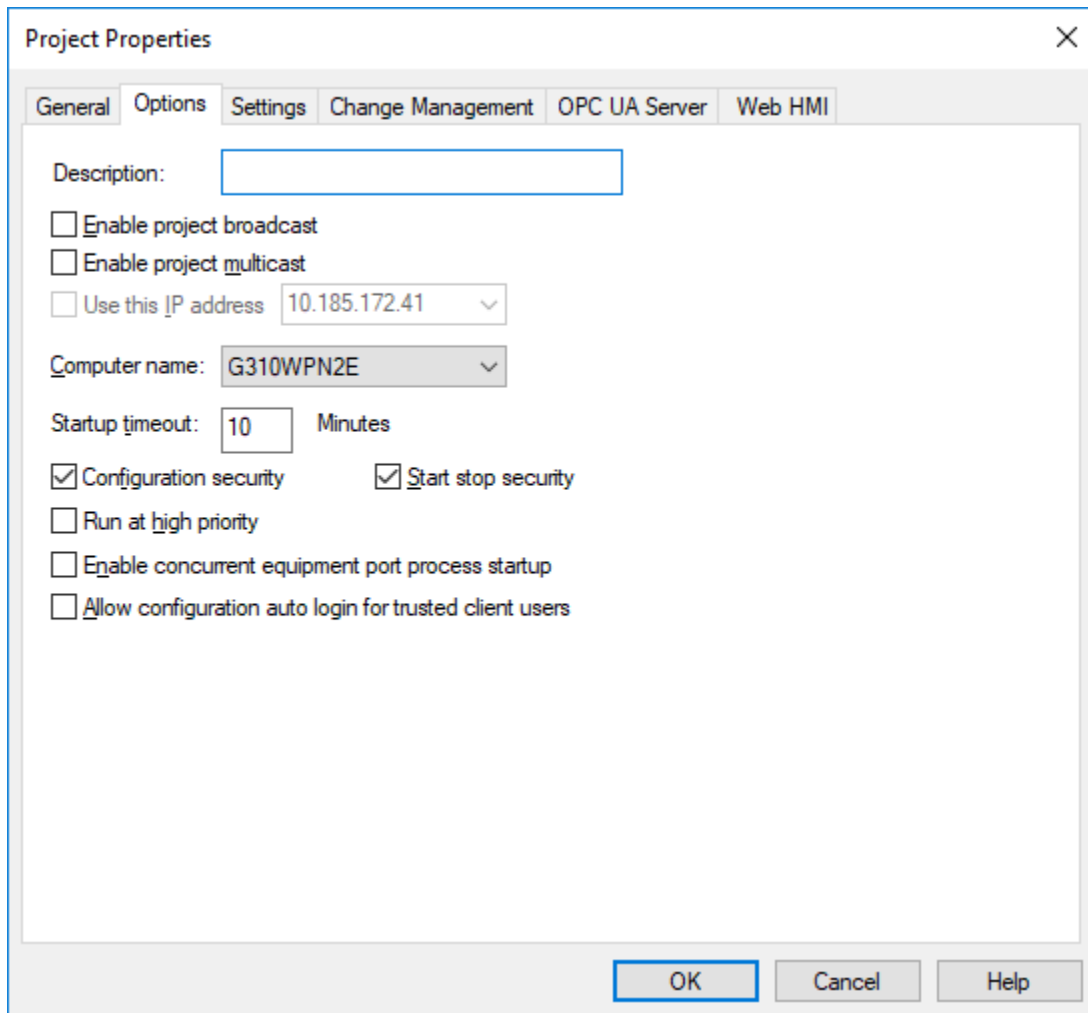 Project Properties
General Options Settings Change Management OPC UA Server Web HMI
Description:
Enable project broadcast
Enable project multicast
Use this IP address 10.185.172.41
Computer name: G310WPN2E
Startup timeout: 10 Minutes
Configuration security Start stop security
Run at high priority
Enable concurrent equipment port process startup
Allow configuration auto login for trusted client users
OK Cancel Help